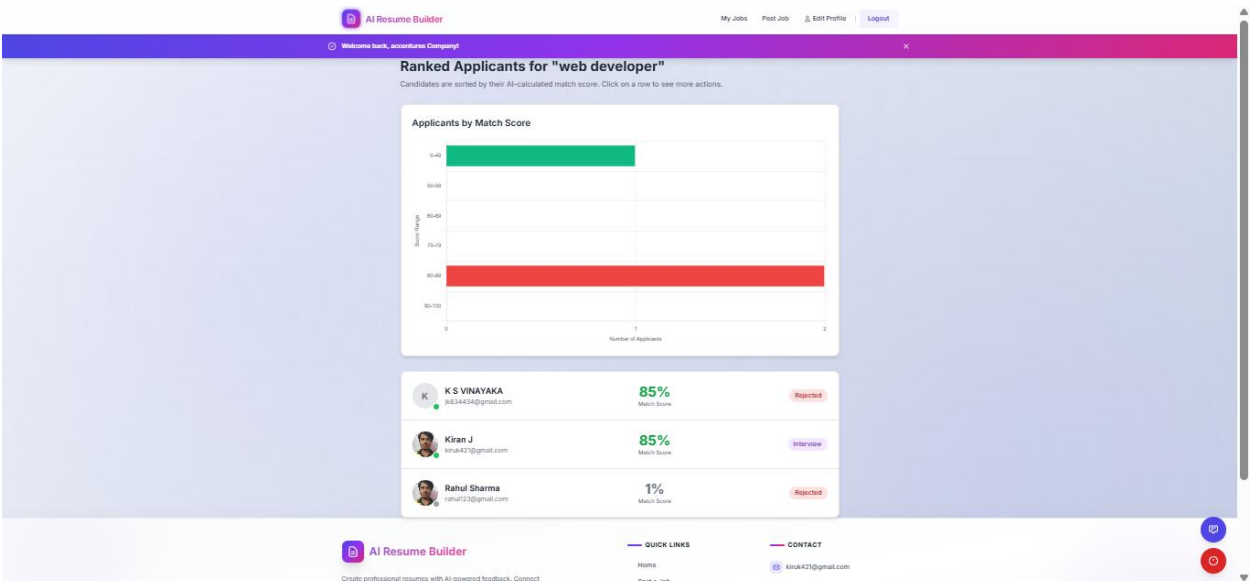 AI Resume Builder
My Jobs Post Job Edit Profile Logout
Welcome back, accentures Company!
Ranked Applicants for "web developer"
Candidates are sorted by their AI-calculated match score. Click on a row to see more actions.
Applicants by Match Score
0-49
50-59
60-69
70-79
80-89
90-100
Score Range
0 1 2
Number of Applicants
K
K S VINAYAKA
jk834434@gmail.com
85%
Match Score
Rejected
Kiran J
kiruk421@gmail.com
85%
Match Score
Interview
Rahul Sharma
rahul123@gmail.com
1%
Match Score
Rejected
AI Resume Builder
Create professional resumes with AI-powered feedback. Connect
QUICK LINKS
Home
Post a Job
CONTACT
kiruk421@gmail.com